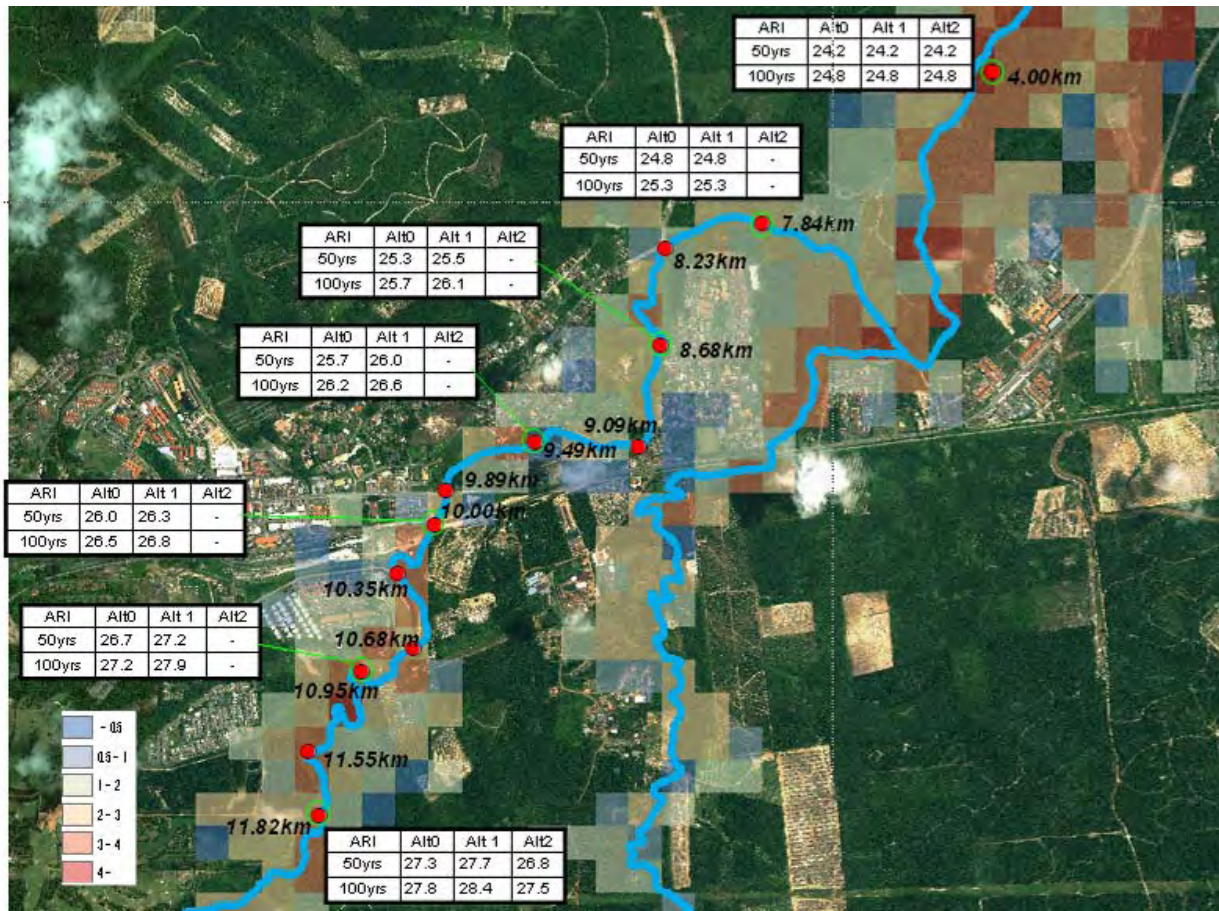 ARI Alt0 Alt 1 Alt2
50yrs 24.2 24.2 24.2
100yrs 24.8 24.8 24.8
4.00km
ARI Alt0 Alt 1 Alt2
50yrs 24.8 24.8 -
100yrs 25.3 25.3 -
7.84km
8.23km
ARI Alt0 Alt 1 Alt2
50yrs 25.3 25.5 -
100yrs 25.7 26.1 -
8.68km
ARI Alt0 Alt 1 Alt2
50yrs 25.7 26.0 -
100yrs 26.2 26.6 -
9.09km
9.49km
9.89km
ARI Alt0 Alt 1 Alt2
50yrs 26.0 26.3 -
100yrs 26.5 26.8 -
10.00km
10.35km
ARI Alt0 Alt 1 Alt2
50yrs 26.7 27.2 -
100yrs 27.2 27.9 -
10.68km
10.95km
11.55km
11.82km
ARI Alt0 Alt 1 Alt2
50yrs 27.3 27.7 26.8
100yrs 27.8 28.4 27.5
- 0.5
0.5 - 1
1 - 2
2 - 3
3 - 4
4 -